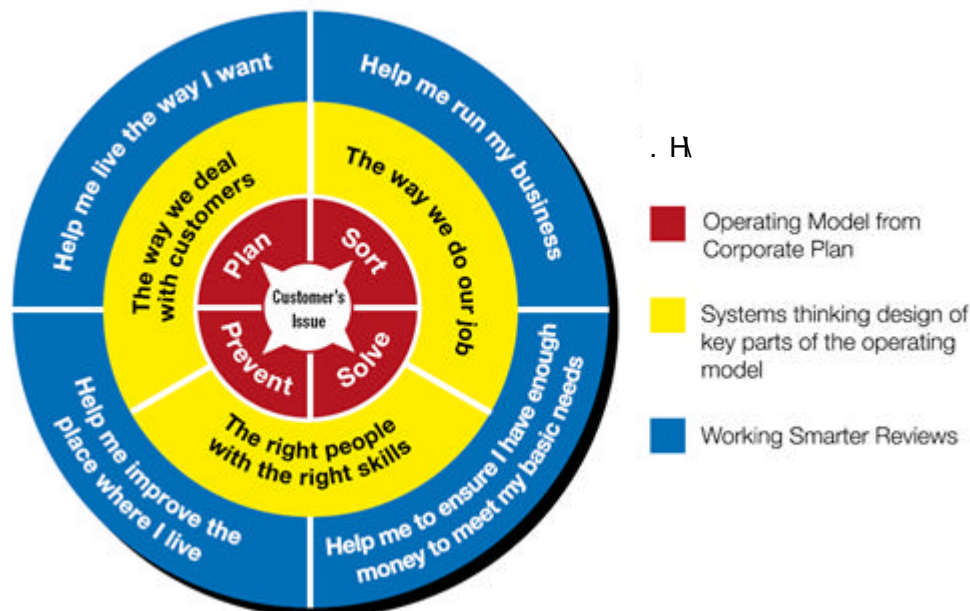 Help me live the way I want
Help me run my business
The way we deal
with customers
The way we do our job
Plan
Sort
Customer's
Issue
Prevent
Solve
The right people
with the right skills
Help me improve the
place where I live
Help me to ensure I have enough
money to meet my basic needs
Operating Model from
Corporate Plan
Systems thinking design of
key parts of the operating
model
Working Smarter Reviews